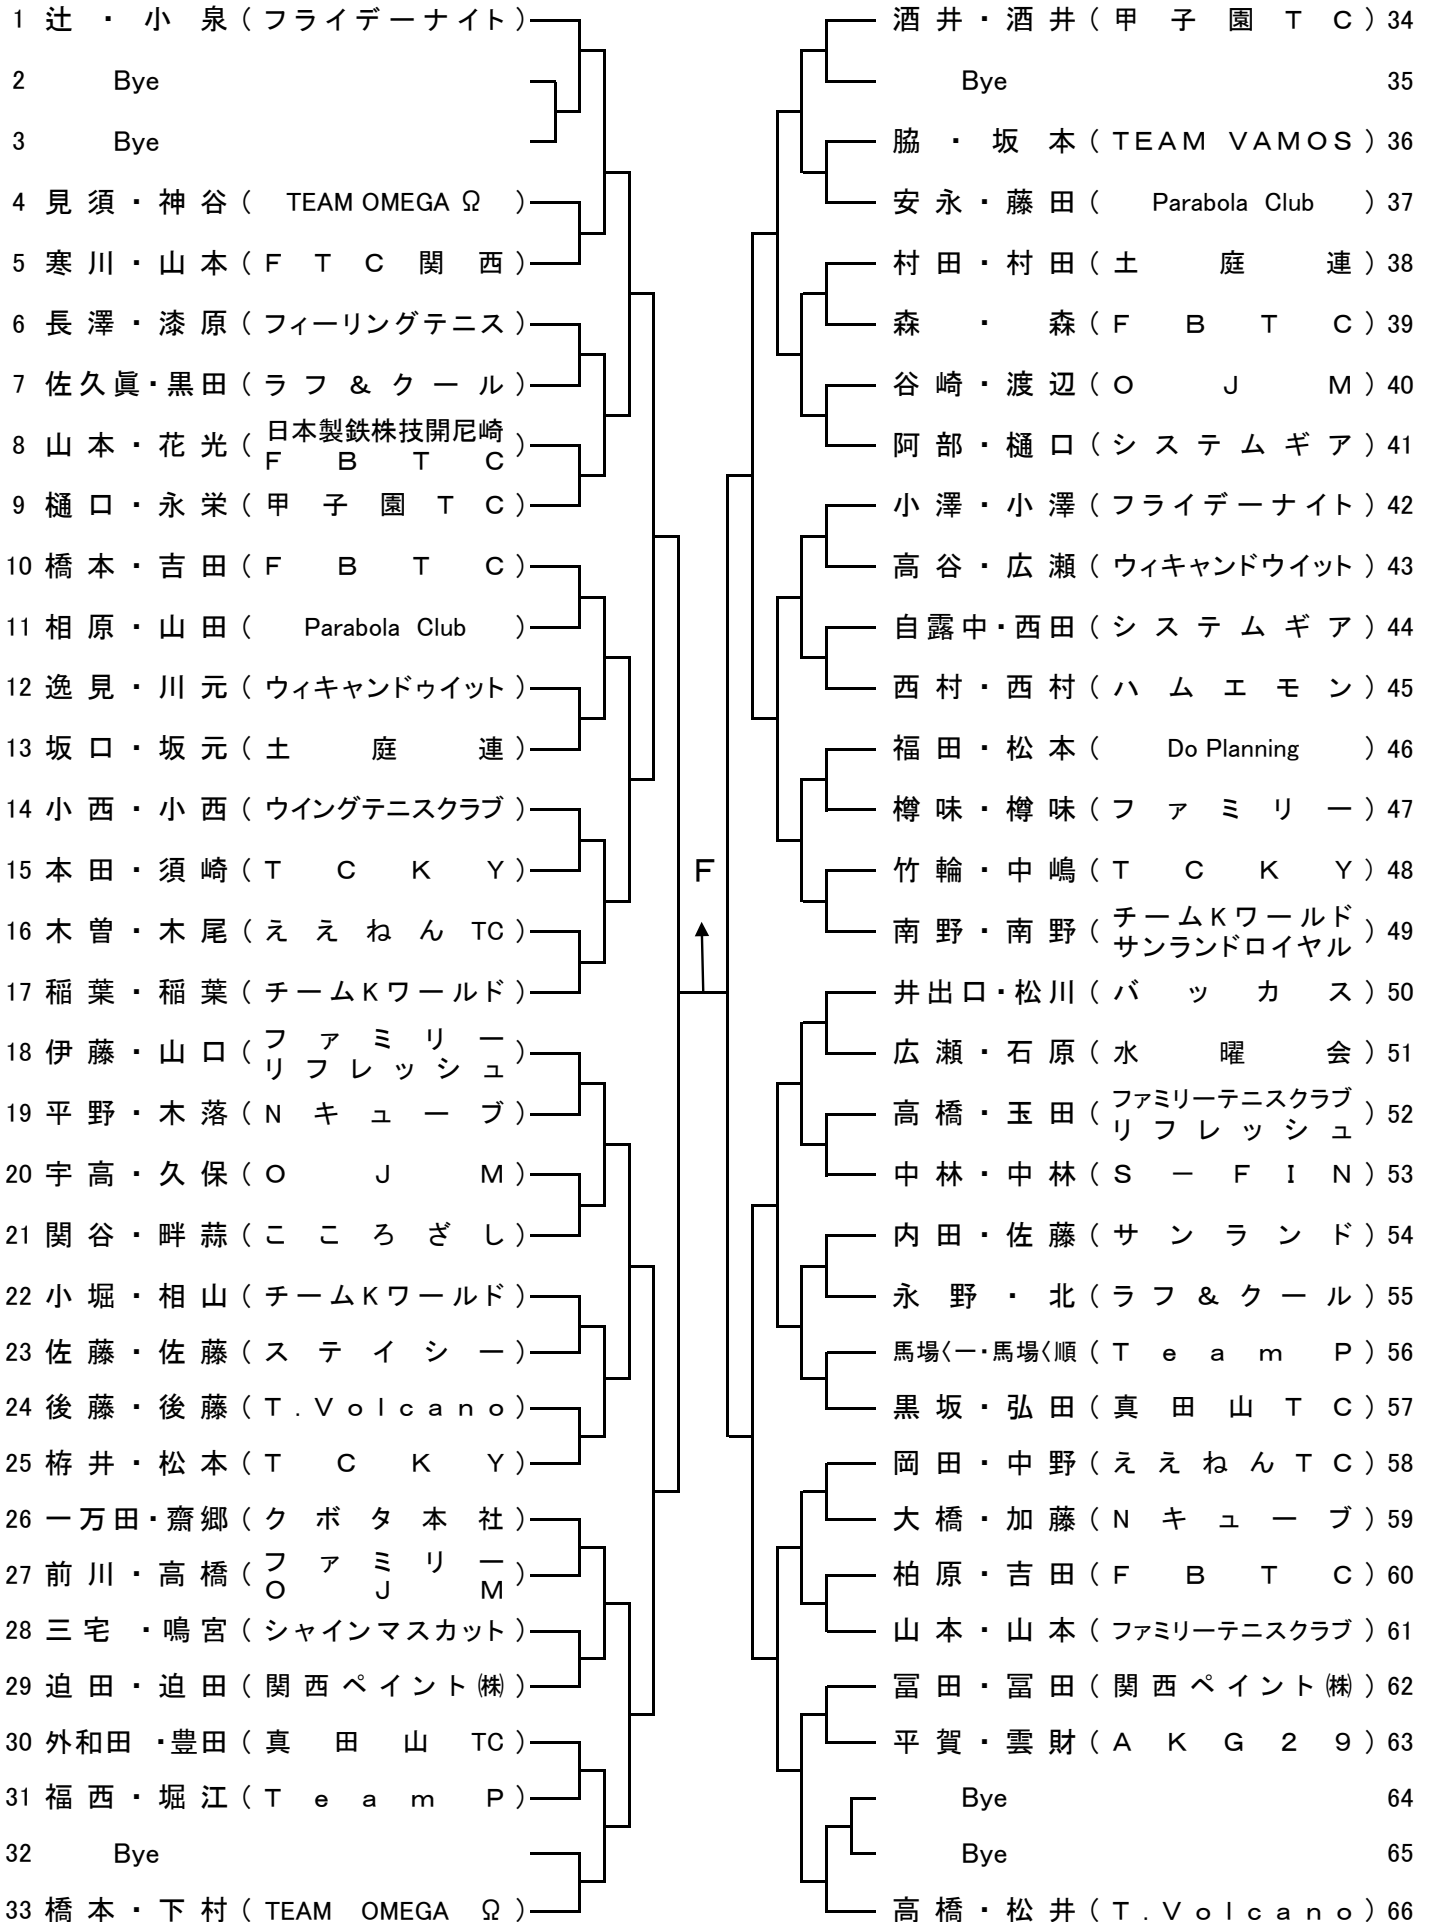 1 辻・小泉(フライデーナイト)
2 Bye
3 Bye
4 見須・神谷( TEAM OMEGA Ω )
5 寒川・山本(FTC関西)
6 長澤・漆原(フィーリングテニス)
7 佐久眞・黒田(ラフ&クール)
8 山本・花光(日本製鉄株技開尼崎
FBTC)
9 樋口・永栄(甲子園TC)
10 橋本・吉田(FBTC)
11 相原・山田( Parabola Club )
12 逸見・川元(ウィキャンドゥイット)
13 坂口・坂元(土庭連)
14 小西・小西(ウイングテニスクラブ)
15 本田・須崎(TCKY)
16 木曽・木尾(ええねんTC)
17 稲葉・稲葉(チームKワールド)
18 伊藤・山口(ファミリー
リフレッシュ)
19 平野・木落(Nキューブ)
20 宇高・久保(OJM)
21 関谷・畔蒜(こころざし)
22 小堀・相山(チームKワールド)
23 佐藤・佐藤(ステイシー)
24 後藤・後藤(T.Volcano)
25 栫井・松本(TCKY)
26 一万田・齋郷(クボタ本社)
27 前川・高橋(ファミリー
OJM)
28 三宅・鳴宮(シャインマスカット)
29 迫田・迫田(関西ペイント㈱)
30 外和田・豊田(真田山TC)
31 福西・堀江(TeamP)
32 Bye
33 橋本・下村(TEAM OMEGA Ω)
F
酒井・酒井(甲子園TC)34
Bye 35
脇・坂本(TEAM VAMOS)36
安永・藤田( Parabola Club )37
村田・村田(土庭連)38
森・森(FBTC)39
谷崎・渡辺(OJM)40
阿部・樋口(システムギア)41
小澤・小澤(フライデーナイト)42
高谷・広瀬(ウィキャンドウイット)43
自露中・西田(システムギア)44
西村・西村(ハムエモン)45
福田・松本( Do Planning )46
樽味・樽味(ファミリー)47
竹輪・中嶋(TCKY)48
南野・南野(チームKワールド
サンランドロイヤル)49
井出口・松川(バッカス)50
広瀬・石原(水曜会)51
高橋・玉田(ファミリーテニスクラブ
リフレッシュ)52
中林・中林(S-FIN)53
内田・佐藤(サンランド)54
永野・北(ラフ&クール)55
馬場〈一・馬場〈順(TeamP)56
黒坂・弘田(真田山TC)57
岡田・中野(ええねんTC)58
大橋・加藤(Nキューブ)59
柏原・吉田(FBTC)60
山本・山本(ファミリーテニスクラブ)61
冨田・冨田(関西ペイント㈱)62
平賀・雲財(AKG29)63
Bye 64
Bye 65
高橋・松井(T.Volcano)66